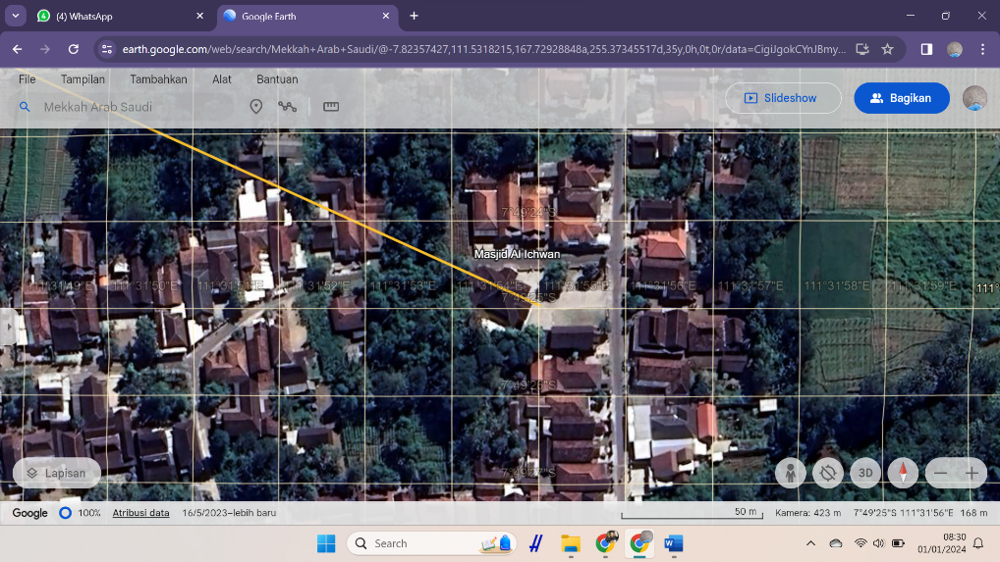 (4) WhatsApp
Google Earth
earth.google.com/web/search/Mekkah+Arab+Saudi/@-7.82357427,111.5318215,167.72928848a,255.37345517d,35y,0h,0t,0r/data=CigiJgokCYnJBmy...
File Tampilan Tambahkan Alat Bantuan
Mekkah Arab Saudi
Slideshow
Bagikan
7°49'24"S
Masjid Al Ichwan
111°31'49"E 111°31'50"E 111°31'51"E 111°31'52"E 111°31'53"E 111°31'54"E 111°31'55"E 111°31'56"E 111°31'57"E 111°31'58"E 111°31'59"E 111°
7°49'25"S
7°49'27"S
Lapisan
3D
Google 100% Atribusi data 16/5/2023–lebih baru 50 m Kamera: 423 m 7°49'25"S 111°31'56"E 168 m
Search
W
08:30
01/01/2024